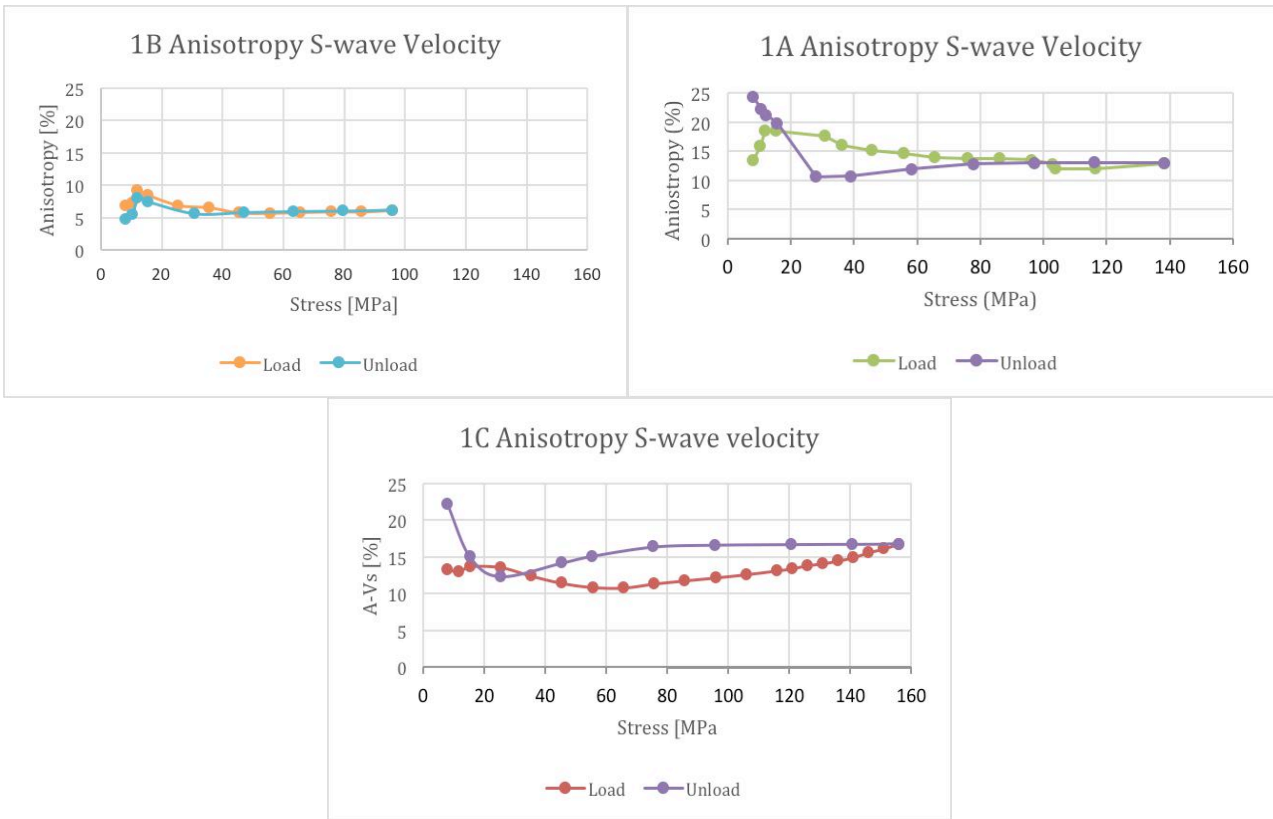 1B Anisotropy S-wave Velocity
Anisotropy [%]
25
20
15
10
5
0
0 20 40 60 80 100 120 140 160
Stress [MPa]
Load Unload
1A Anisotropy S-wave Velocity
Aniostropy (%)
25
20
15
10
5
0
0 20 40 60 80 100 120 140 160
Stress (MPa)
Load Unload
1C Anisotropy S-wave velocity
A-Vs [%]
25
20
15
10
5
0
0 20 40 60 80 100 120 140 160
Stress [MPa
Load Unload